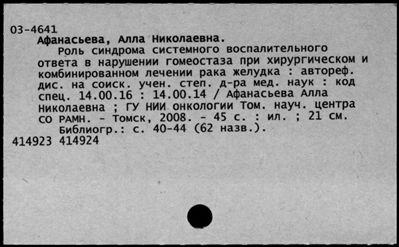 03-4641
Афанасьева, Алла Николаевна.
Роль синдрома системного воспалительного
ответа в нарушении гомеостаза при хирургическом и
комбинированном лечении рака желудка : автореф.
дис. на соиск. учен. степ. д-ра мед. наук : код
спец. 14.00.16 : 14.00.14 / Афанасьева Алла
Николаевна ; ГУ НИИ онкологии Том. науч. центра
СО РАМН. - Томск, 2008. - 45 с. : ил. ; 21 см.
Библиогр.: с. 40-44 (62 назв.).
414923 414924